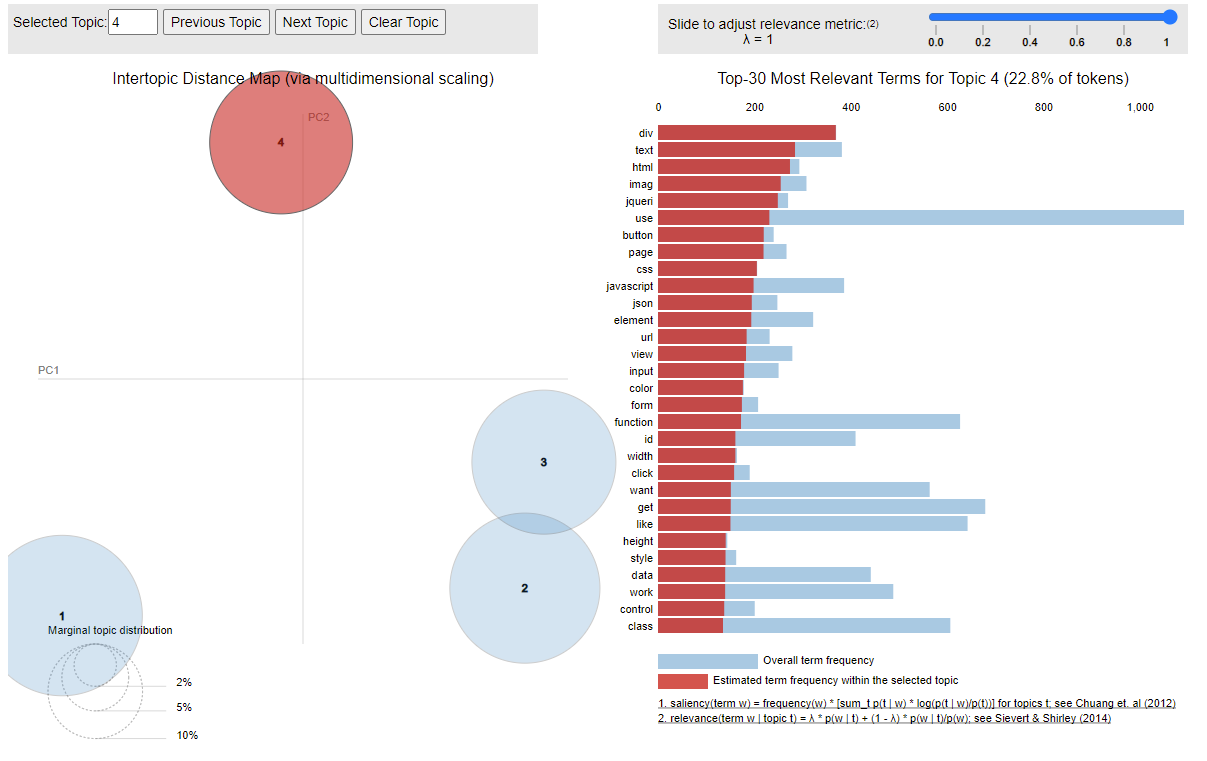 Selected Topic: 4 Previous Topic Next Topic Clear Topic
Slide to adjust relevance metric:(2)
λ = 1
0.0 0.2 0.4 0.6 0.8 1
Intertopic Distance Map (via multidimensional scaling)
PC2
PC1
4
3
2
1
Marginal topic distribution
2%
5%
10%
Top-30 Most Relevant Terms for Topic 4 (22.8% of tokens)
0 200 400 600 800 1,000
div
text
html
imag
jqueri
use
button
page
css
javascript
json
element
url
view
input
color
form
function
id
width
click
want
get
like
height
style
data
work
control
class
Overall term frequency
Estimated term frequency within the selected topic
1. saliency(term w) = frequency(w) * [sum_t p(t | w) * log(p(t | w)/p(t))] for topics t; see Chuang et. al (2012)
2. relevance(term w | topic t) = λ * p(w | t) + (1 - λ) * p(w | t)/p(w); see Sievert & Shirley (2014)